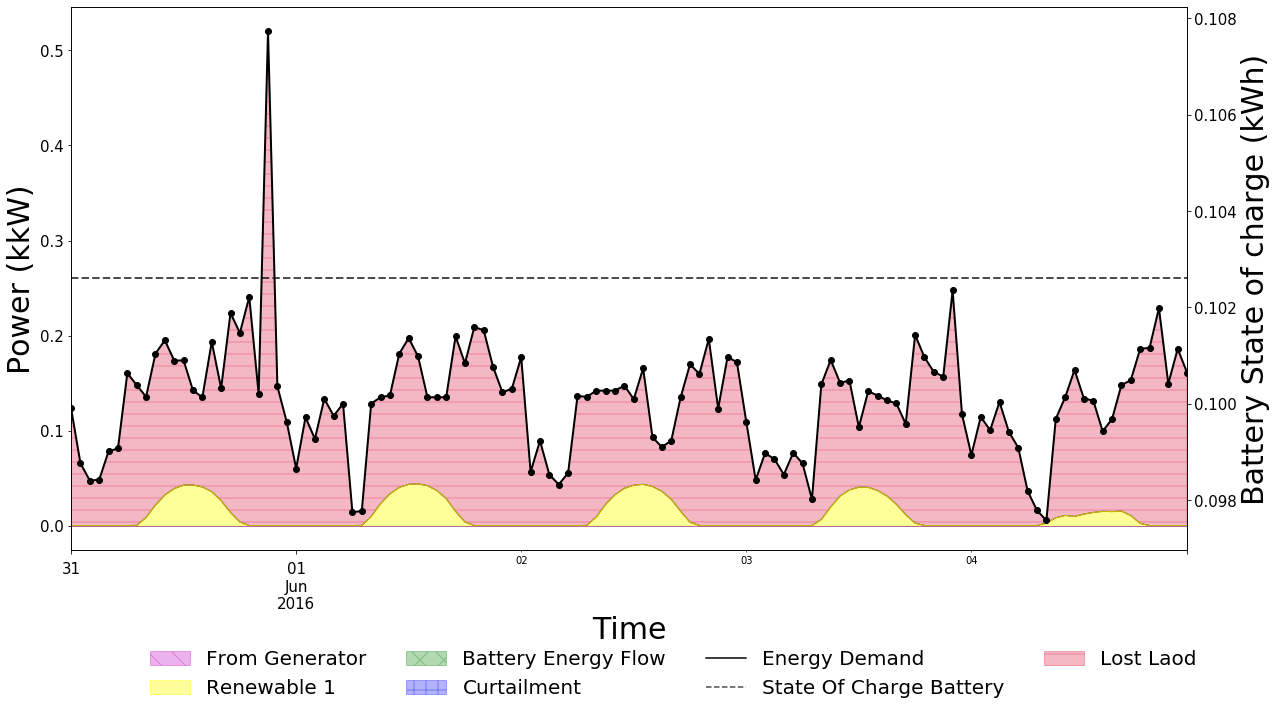 Power (kkW)
0.5
0.4
0.3
0.2
0.1
0.0
0.108
0.106
0.104
0.102
0.100
0.098
Battery State of charge (kWh)
31
01
Jun
2016
02
03
04
Time
From Generator
Battery Energy Flow
Energy Demand
Lost Laod
Renewable 1
Curtailment
State Of Charge Battery